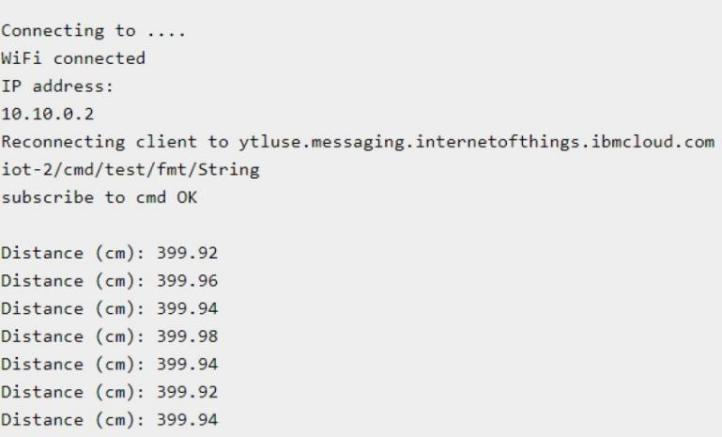 Connecting to ....
WiFi connected
IP address:
10.10.0.2
Reconnecting client to ytluse.messaging.internetofthings.ibmcloud.com
iot-2/cmd/test/fmt/String
subscribe to cmd OK
Distance (cm): 399.92
Distance (cm): 399.96
Distance (cm): 399.94
Distance (cm): 399.98
Distance (cm): 399.94
Distance (cm): 399.92
Distance (cm): 399.94